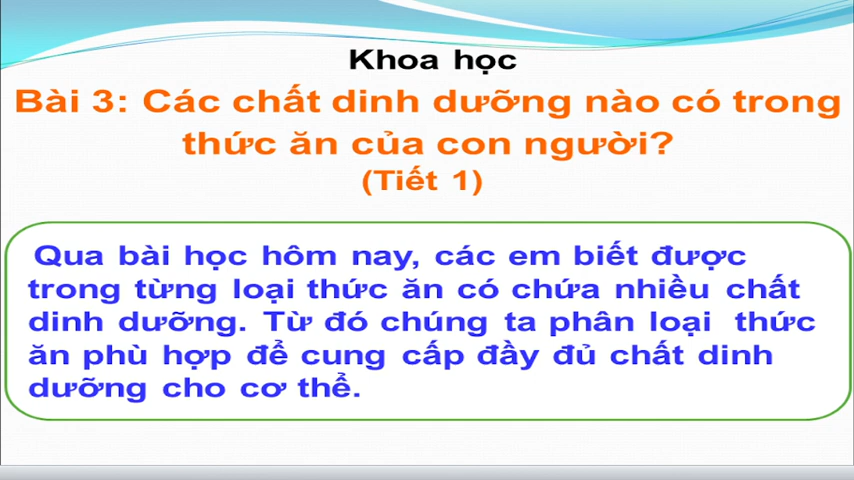 Khoa học
Bài 3: Các chất dinh dưỡng nào có trong
thức ăn của con người?
(Tiết 1)
Qua bài học hôm nay, các em biết được
trong từng loại thức ăn có chứa nhiều chất
dinh dưỡng. Từ đó chúng ta phân loại thức
ăn phù hợp để cung cấp đầy đủ chất dinh
dưỡng cho cơ thể.